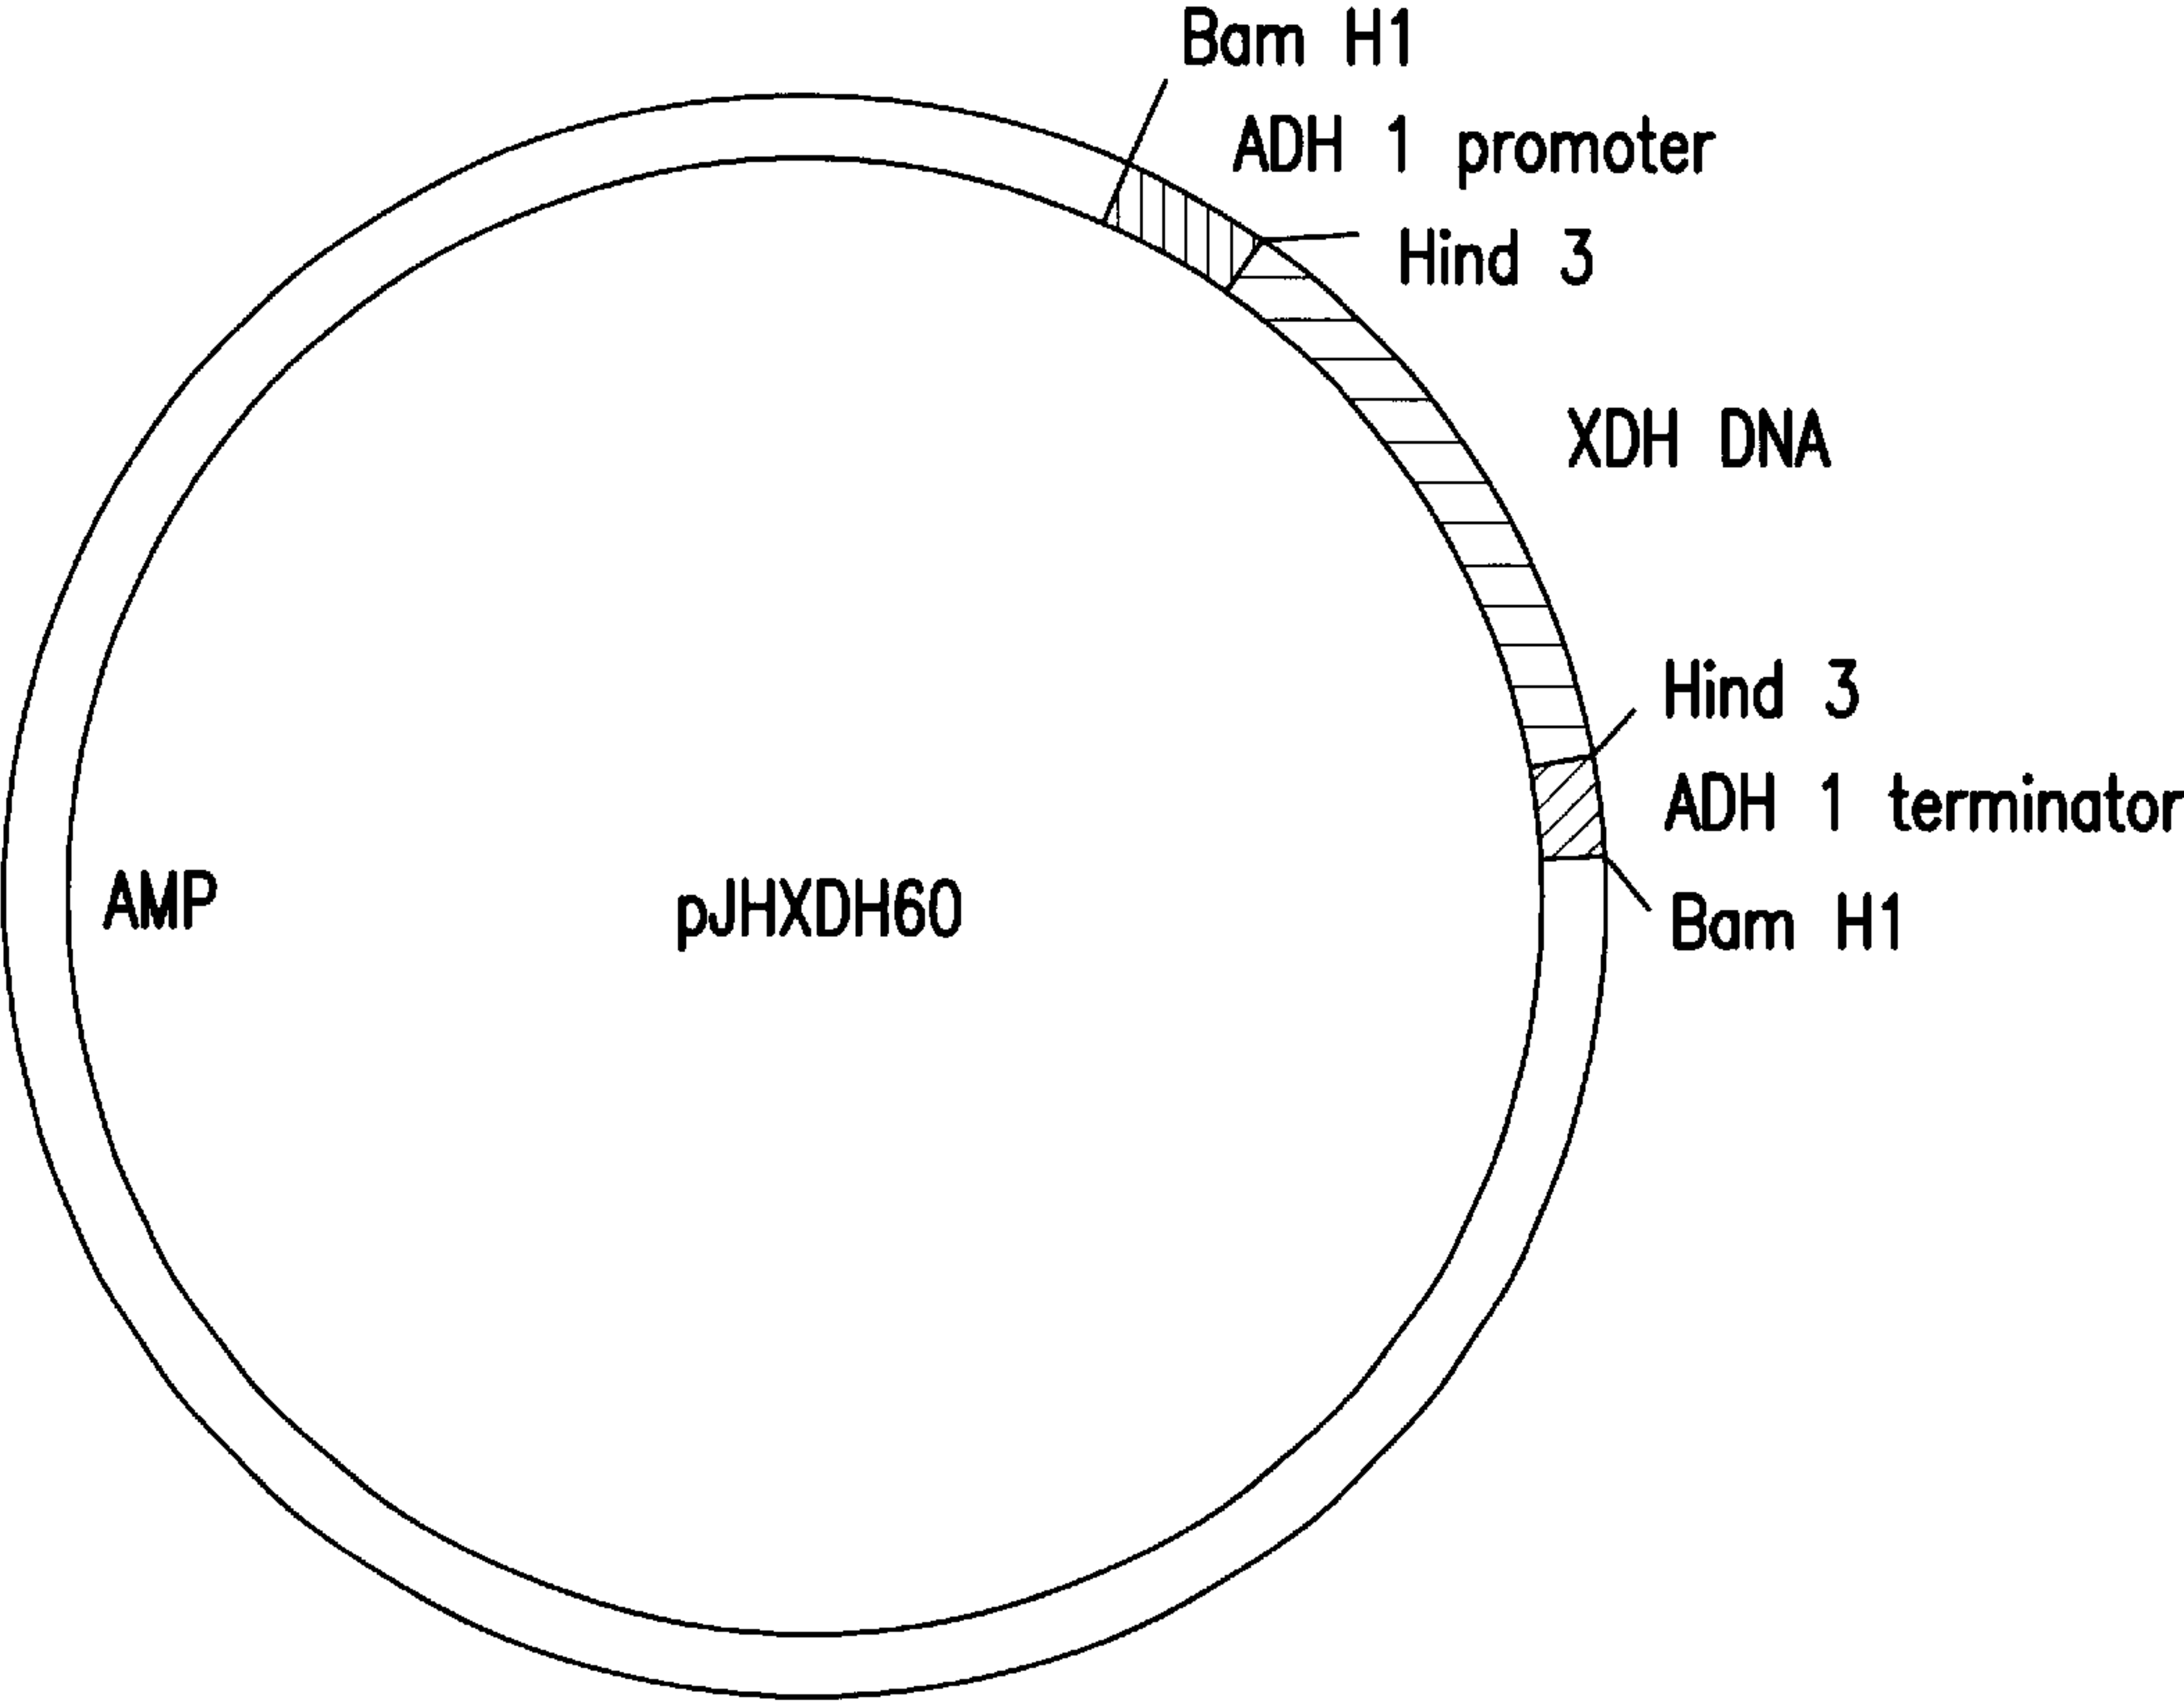 Bam H1
ADH 1 promoter
Hind 3
XDH DNA
Hind 3
ADH 1 terminator
AMP
pJHXDH60
Bam H1